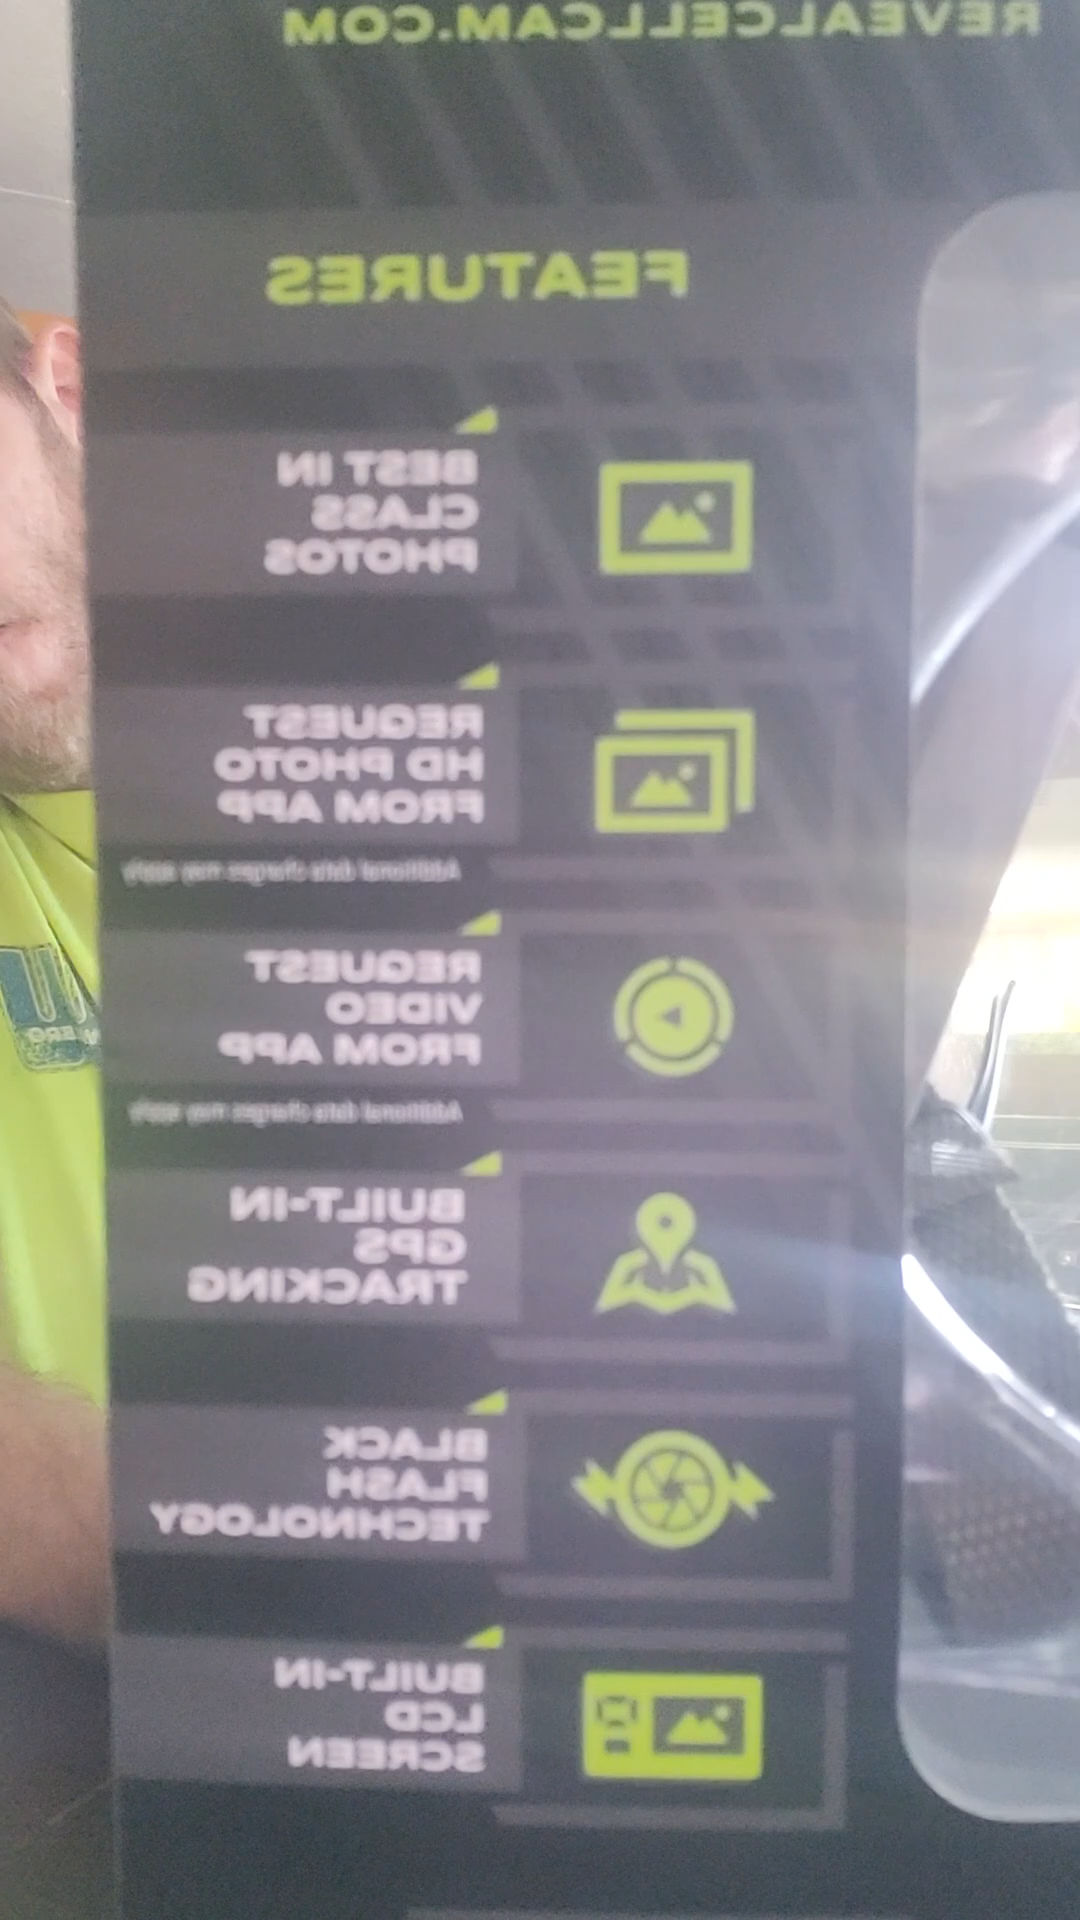 REVEALCELLCAM.COM
FEATURES
BEST IN
CLASS
PHOTOS
REQUEST
HD PHOTO
FROM APP
Additional data charges may apply
REQUEST
VIDEO
FROM APP
Additional data charges may apply
BUILT-IN
GPS
TRACKING
BLACK
FLASH
TECHNOLOGY
BUILT-IN
LCD
SCREEN